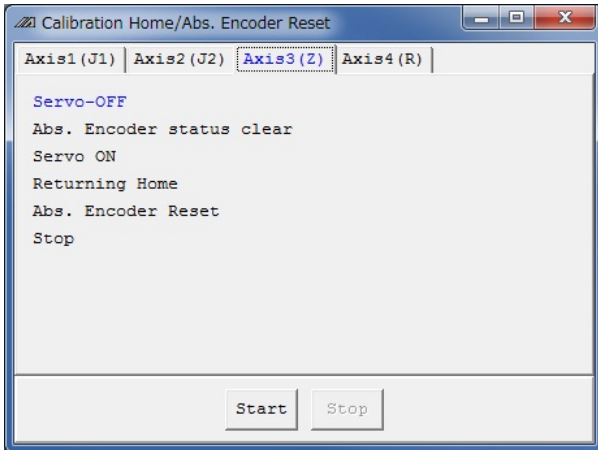 Calibration Home/Abs. Encoder Reset
Axis1(J1) Axis2(J2) Axis3(Z) Axis4(R)
Servo-OFF
Abs. Encoder status clear
Servo ON
Returning Home
Abs. Encoder Reset
Stop
Start Stop